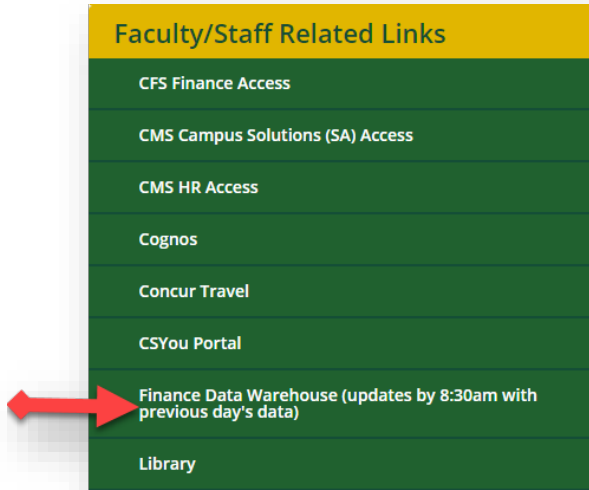 Faculty/Staff Related Links
CFS Finance Access
CMS Campus Solutions (SA) Access
CMS HR Access
Cognos
Concur Travel
CSYou Portal
Finance Data Warehouse (updates by 8:30am with
previous day's data)
Library